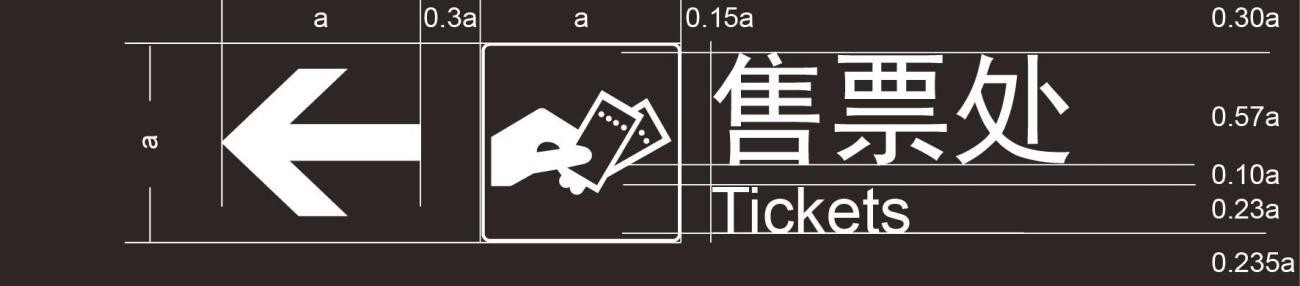 a 0.3a a 0.15a 0.30a
a
售票处 0.57a
0.10a
Tickets 0.23a
0.235a